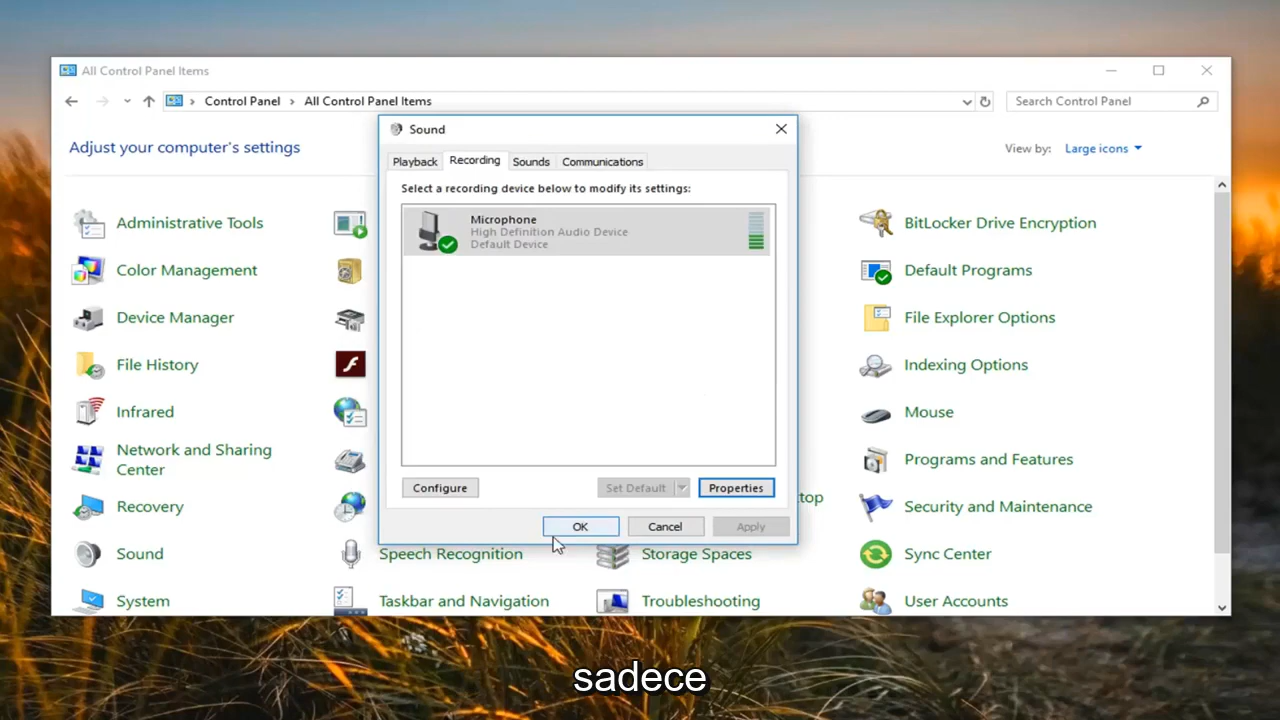 All Control Panel Items
Control Panel > All Control Panel Items
Search Control Panel
Adjust your computer's settings
View by: Large icons
Sound
Playback Recording Sounds Communications
Select a recording device below to modify its settings:
Microphone
High Definition Audio Device
Default Device
Configure Set Default Properties
OK Cancel Apply
Administrative Tools
BitLocker Drive Encryption
Color Management
Default Programs
Device Manager
File Explorer Options
File History
Indexing Options
Infrared
Mouse
Network and Sharing
Center
Programs and Features
Recovery
top
Security and Maintenance
Sound
Speech Recognition
Storage Spaces
Sync Center
System
Taskbar and Navigation
Troubleshooting
User Accounts
sadece